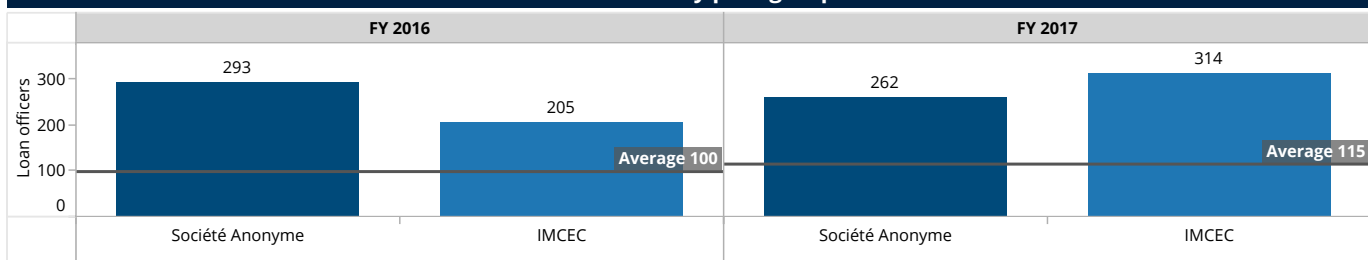 FY 2016
FY 2017
Loan officers
300
200
100
0
293
205
Average 100
262
314
Average 115
Société Anonyme
IMCEC
Société Anonyme
IMCEC